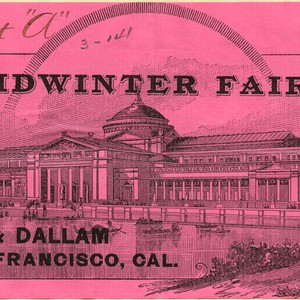 "A"
3-141
IDWINTER FAIR
& DALLAM
FRANCISCO, CAL.